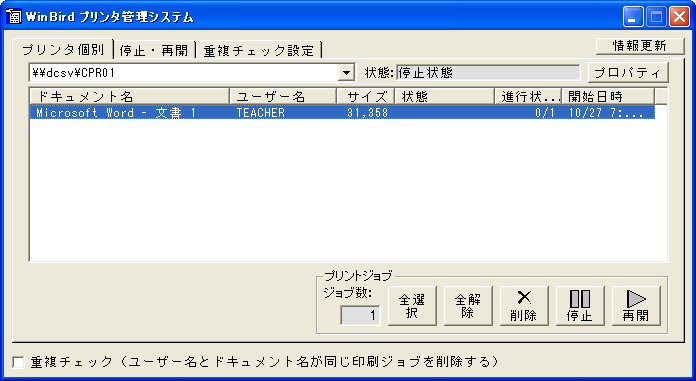 WinBird プリンタ管理システム
プリンタ個別 停止・再開 重複チェック設定 情報更新
¥¥dcsv¥CPR01 状態: 停止状態 プロパティ
ドキュメント名 ユーザー名 サイズ 状態 進行状... 開始日時
Microsoft Word - 文書 1 TEACHER 31,358 0/1 10/27 7:...
プリントジョブ
ジョブ数:
1
全選択
全解除
削除
停止
再開
重複チェック（ユーザー名とドキュメント名が同じ印刷ジョブを削除する）